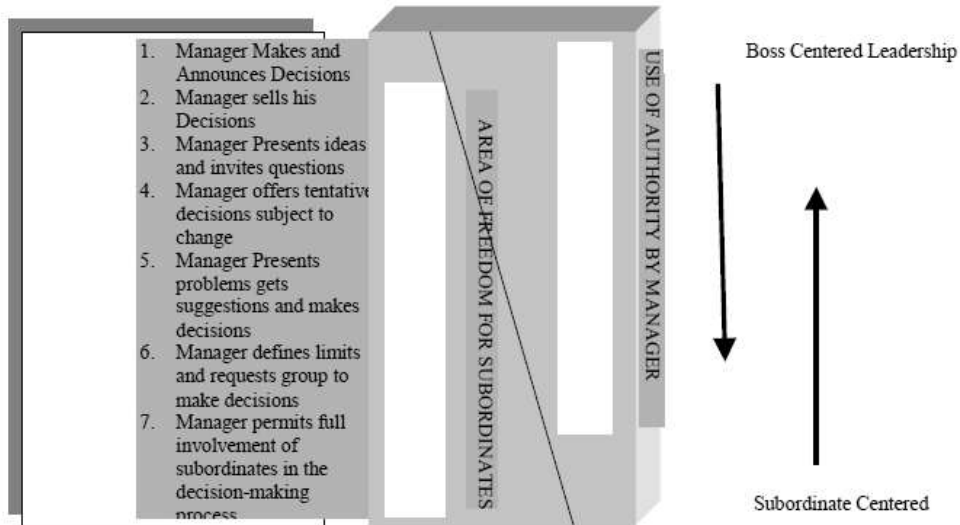 1. Manager Makes and
Announces Decisions
2. Manager sells his
Decisions
3. Manager Presents ideas
and invites questions
4. Manager offers tentative
decisions subject to
change
5. Manager Presents
problems gets
suggestions and makes
decisions
6. Manager defines limits
and requests group to
make decisions
7. Manager permits full
involvement of
subordinates in the
decision-making
process
AREA OF FREEDOM FOR SUBORDINATES
USE OF AUTHORITY BY MANAGER
Boss Centered Leadership
Subordinate Centered